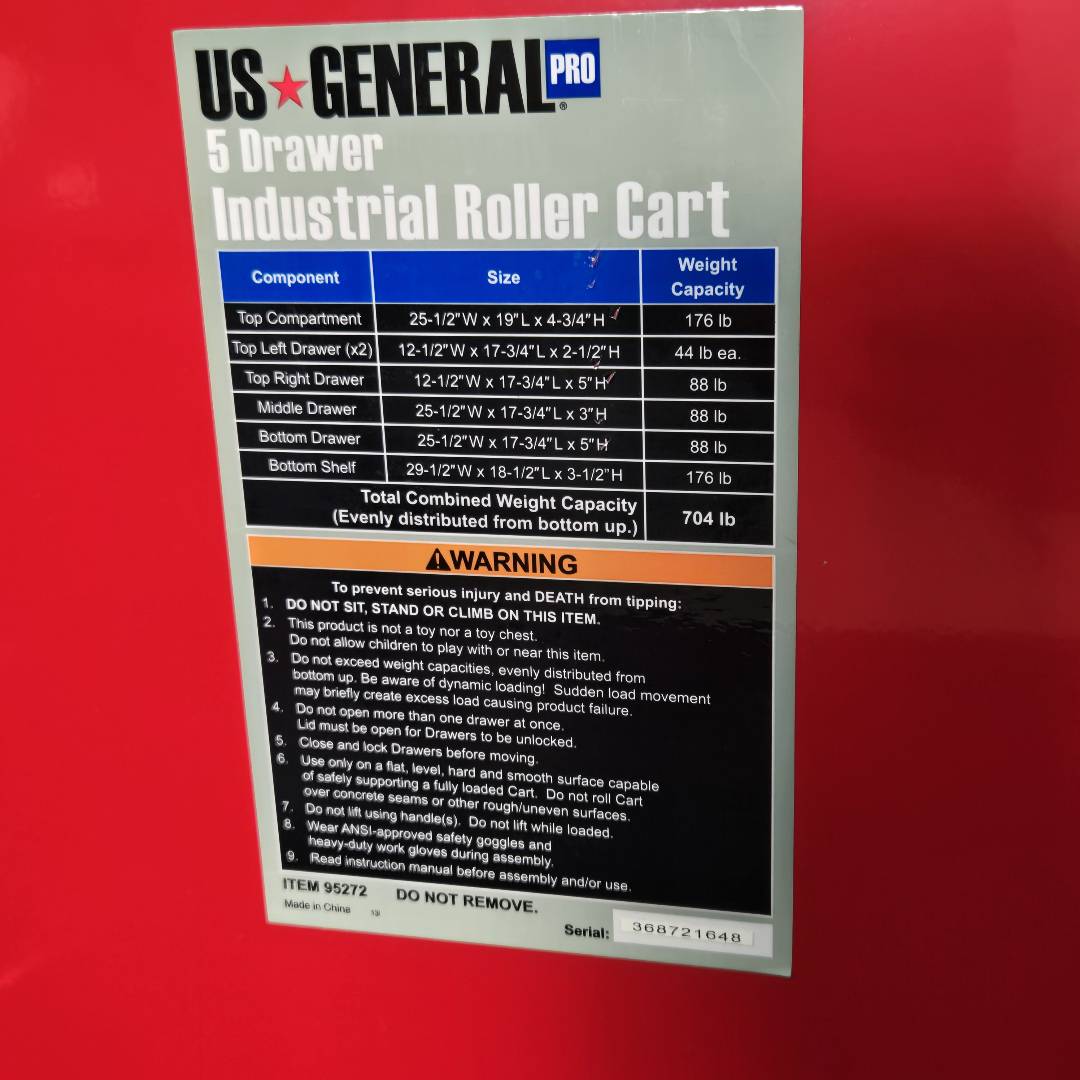 US★GENERAL PRO®
5 Drawer
Industrial Roller Cart
Component Size Weight Capacity
Top Compartment 25-1/2"W x 19"L x 4-3/4"H 176 lb
Top Left Drawer (x2) 12-1/2"W x 17-3/4"L x 2-1/2"H 44 lb ea.
Top Right Drawer 12-1/2"W x 17-3/4"L x 5"H 88 lb
Middle Drawer 25-1/2"W x 17-3/4"L x 3"H 88 lb
Bottom Drawer 25-1/2"W x 17-3/4"L x 5"H 88 lb
Bottom Shelf 29-1/2"W x 18-1/2"L x 3-1/2"H 176 lb
Total Combined Weight Capacity
(Evenly distributed from bottom up.) 704 lb
⚠WARNING
To prevent serious injury and DEATH from tipping:
1. DO NOT SIT, STAND OR CLIMB ON THIS ITEM.
2. This product is not a toy nor a toy chest.
Do not allow children to play with or near this item.
3. Do not exceed weight capacities, evenly distributed from
bottom up. Be aware of dynamic loading! Sudden load movement
may briefly create excess load causing product failure.
4. Do not open more than one drawer at once.
Lid must be open for Drawers to be unlocked.
5. Close and lock Drawers before moving.
6. Use only on a flat, level, hard and smooth surface capable
of safely supporting a fully loaded Cart. Do not roll Cart
over concrete seams or other rough/uneven surfaces.
7. Do not lift using handle(s). Do not lift while loaded.
8. Wear ANSI-approved safety goggles and
heavy-duty work gloves during assembly.
9. Read instruction manual before assembly and/or use.
ITEM 95272 DO NOT REMOVE.
Made in China
Serial: 368721648